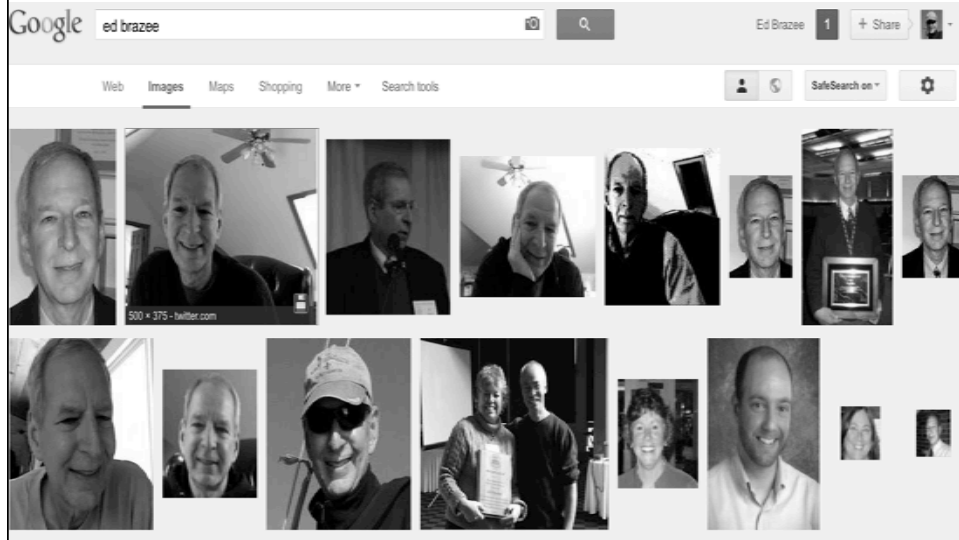 Google ed brazee Ed Brazee 1 + Share
Web Images Maps Shopping More Search tools SafeSearch on
500 × 375 - twitter.com